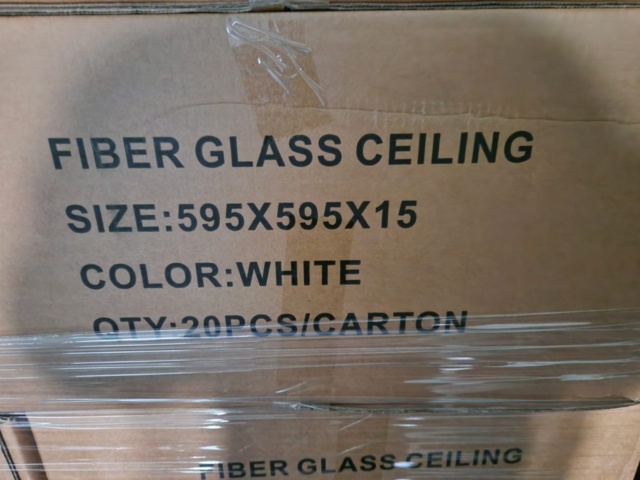 FIBER GLASS CEILING
SIZE:595X595X15
COLOR:WHITE
QTY:20PCS/CARTON
FIBER GLASS CEILING